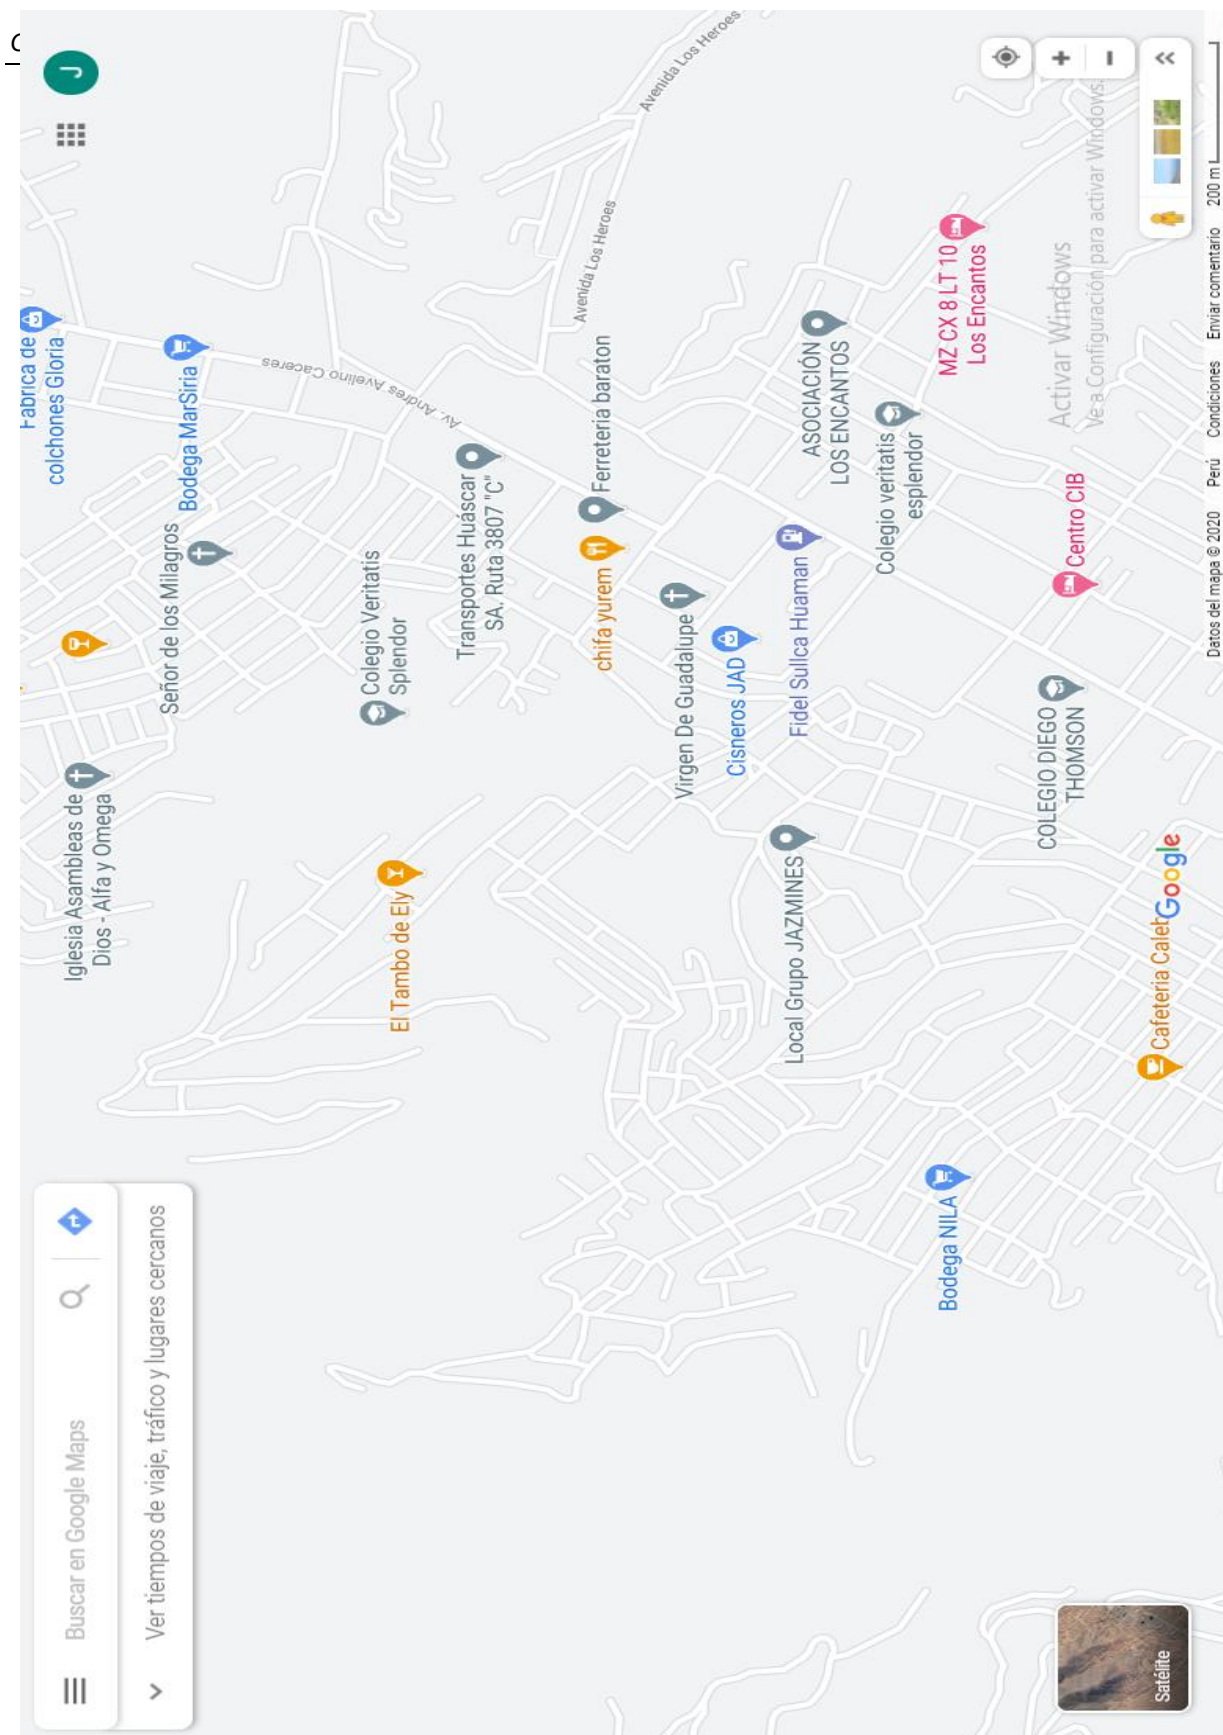 Buscar en Google Maps
Ver tiempos de viaje, tráfico y lugares cercanos
J
Fabrica de
colchones Gloria
Bodega MarSiria
Señor de los Milagros
Iglesia Asambleas de
Dios - Alfa y Omega
Av. Andres Avelino Caceres
Avenida Los Heroes
Avenida Los Heroes
Colegio Veritatis
Splendor
El Tambo de Ely
Transportes Huáscar
SA. Ruta 3807 "C"
Ferreteria baraton
chifa yurem
Virgen De Guadalupe
Cisneros JAD
Fidel Sullca Huaman
Local Grupo JAZMINES
ASOCIACIÓN
LOS ENCANTOS
Colegio veritatis
esplendor
MZ CX 8 LT 10
Los Encantos
Bodega NILA
Centro CIB
COLEGIO DIEGO
THOMSON
Cafeteria Caleb
Google
Activar Windows
Ve a Configuración para activar Windows.
Satélite
Datos del mapa © 2020 Perú Condiciones Enviar comentario 200 m